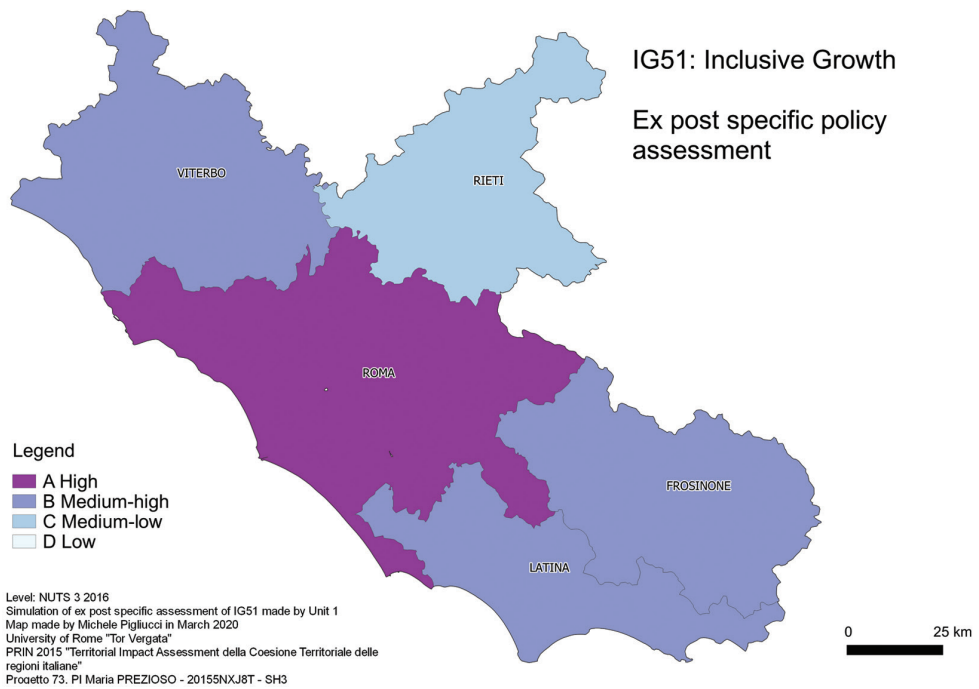 IG51: Inclusive Growth
Ex post specific policy
assessment
VITERBO
RIETI
ROMA
FROSINONE
LATINA
Legend
A High
B Medium-high
C Medium-low
D Low
Level: NUTS 3 2016
Simulation of ex post specific assessment of IG51 made by Unit 1
Map made by Michele Pigliucci in March 2020
University of Rome "Tor Vergata"
PRIN 2015 "Territorial Impact Assessment della Coesione Territoriale delle
regioni italiane"
Progetto 73. PI Maria PREZIOSO - 20155NXJ8T - SH3
0 25 km